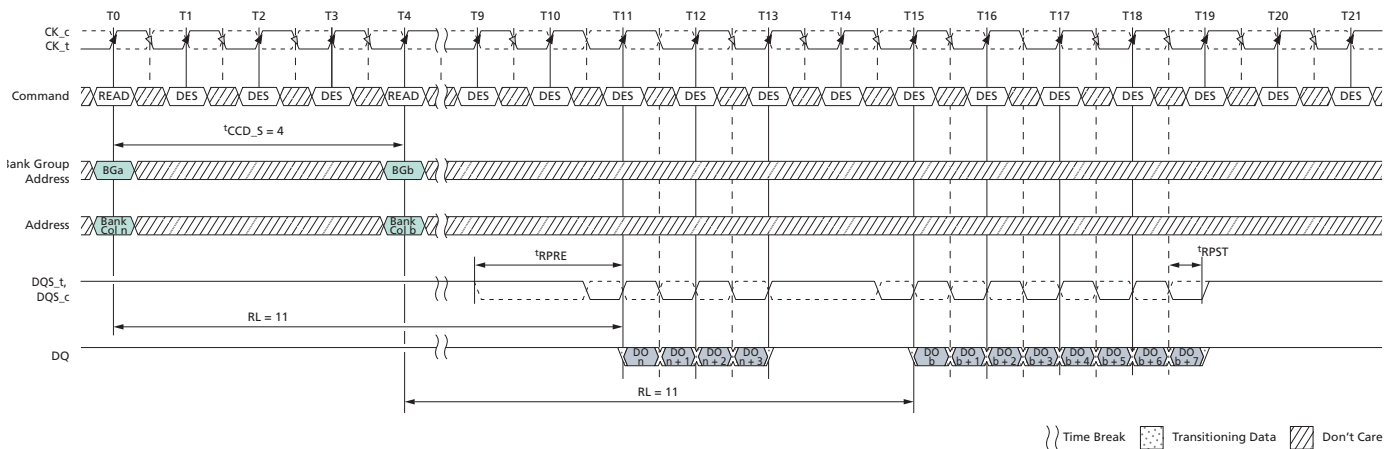 T0 T1 T2 T3 T4 T9 T10 T11 T12 T13 T14 T15 T16 T17 T18 T19 T20 T21
CK_c
CK_t
Command READ DES DES DES READ DES DES DES DES DES DES DES DES DES DES DES DES DES
tCCD_S = 4
Bank Group
Address
BGa BGb
Address
Bank
Col n
Bank
Col b
tRPRE tRPST
DQS_t,
DQS_c
RL = 11
DQ
DO
n
DO
n + 1
DO
n + 2
DO
n + 3
DO
b
DO
b + 1
DO
b + 2
DO
b + 3
DO
b + 4
DO
b + 5
DO
b + 6
DO
b + 7
RL = 11
Time Break Transitioning Data Don't Care